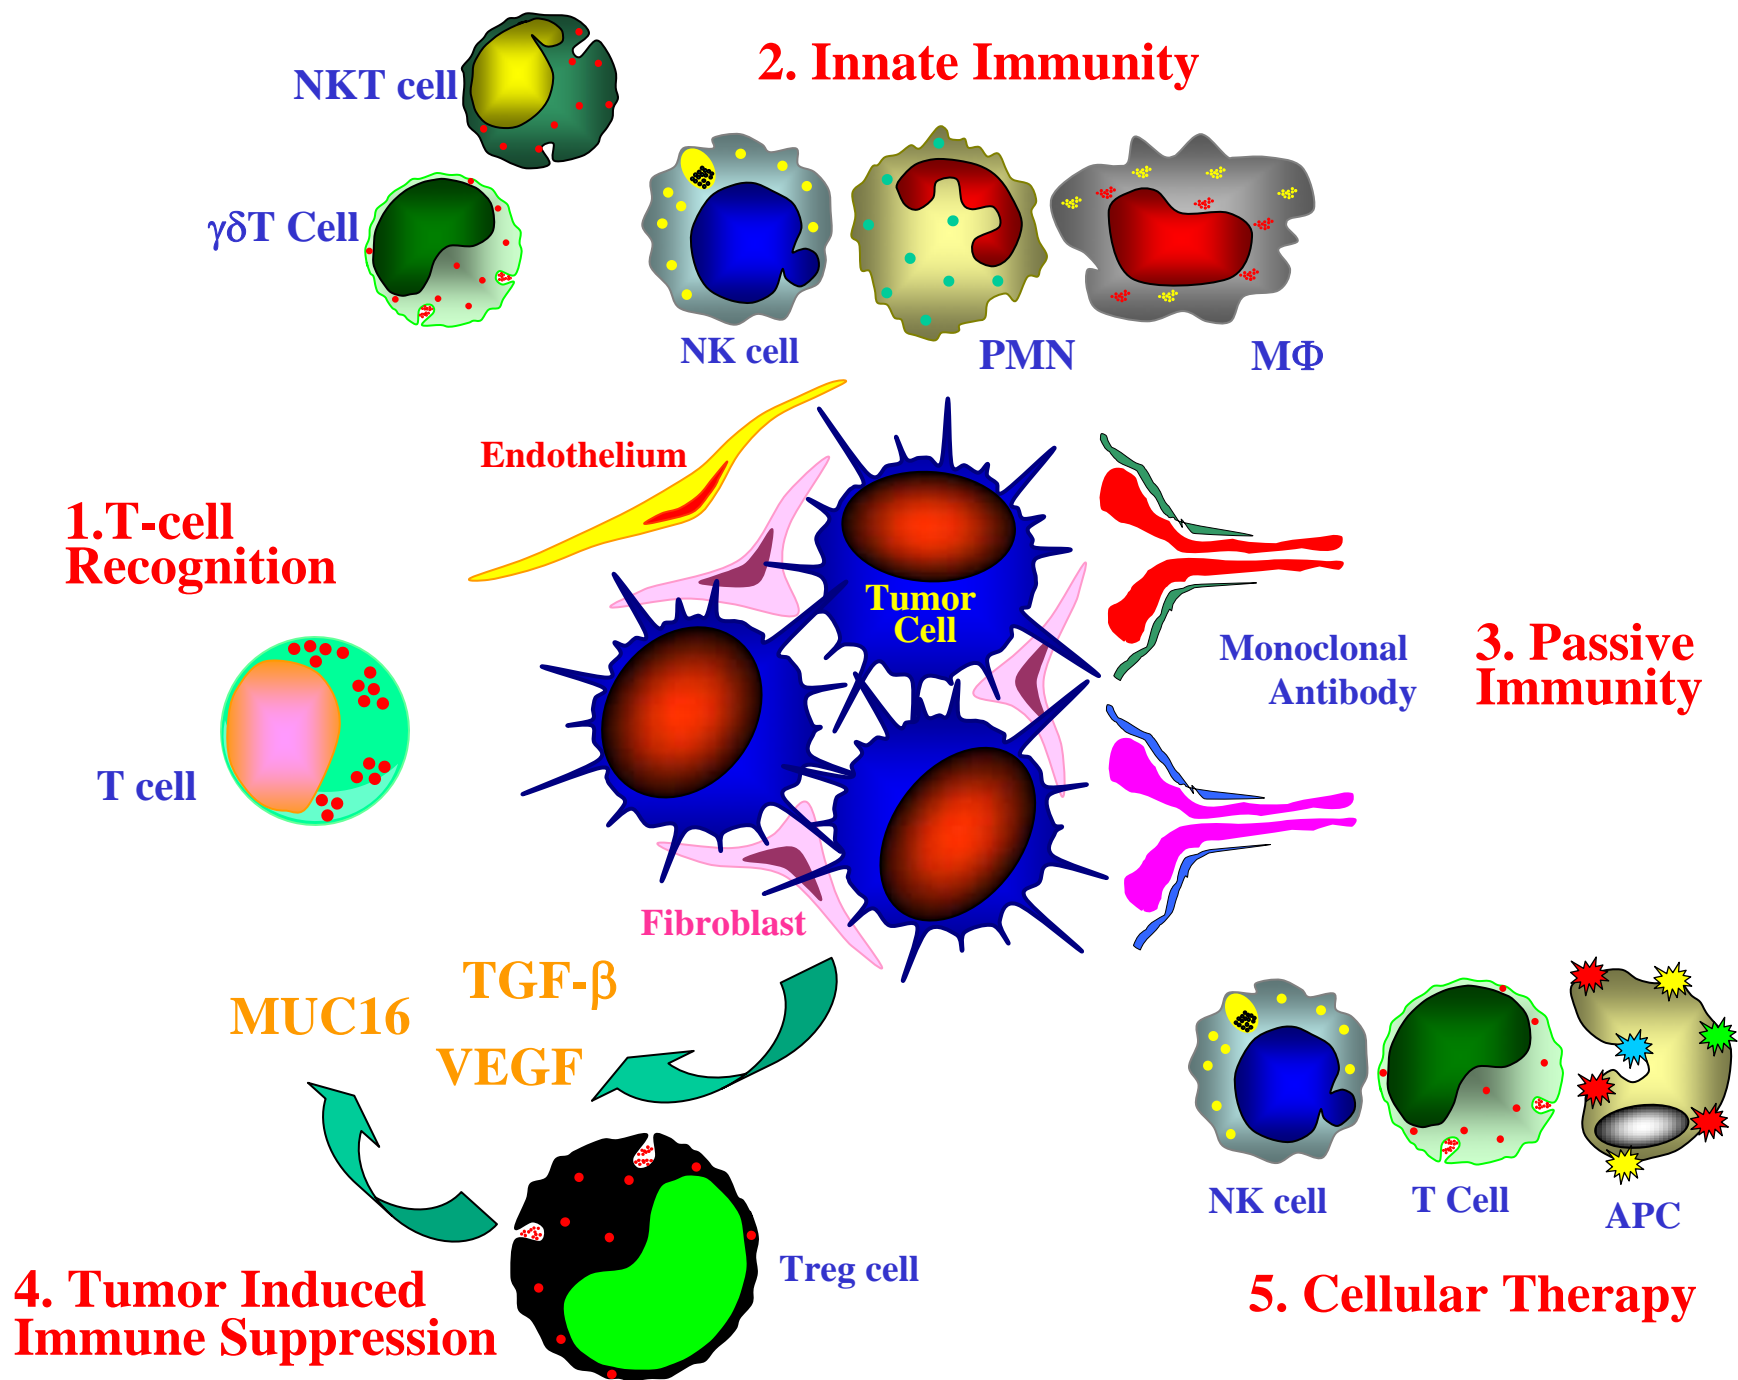 2. Innate Immunity
NKT cell
γδT Cell
NK cell
PMN
MΦ
Endothelium
1.T-cell
Recognition
Tumor
Cell
Monoclonal
Antibody
3. Passive
Immunity
T cell
Fibroblast
TGF-β
MUC16
VEGF
NK cell
T Cell
APC
Treg cell
4. Tumor Induced
Immune Suppression
5. Cellular Therapy